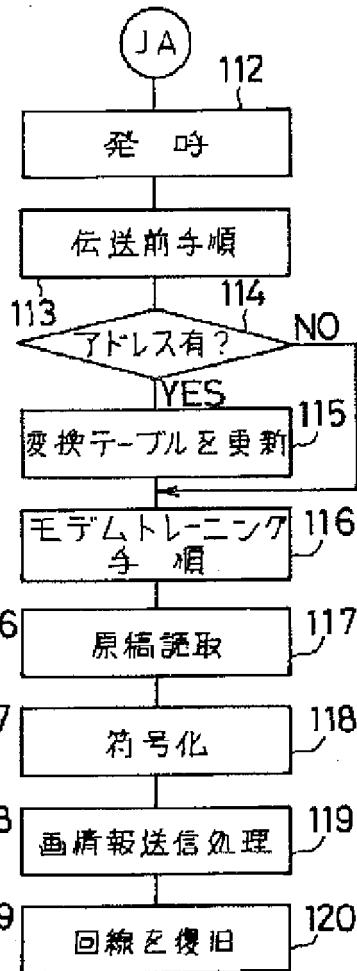 JA
112
発呼
伝送前手順
113
114
アドレス有?
NO
YES
変換テーブルを更新
115
モデムトレーニング
手順
116
6
原稿読取
117
7
符号化
118
8
画情報送信処理
119
9
回線を復旧
120